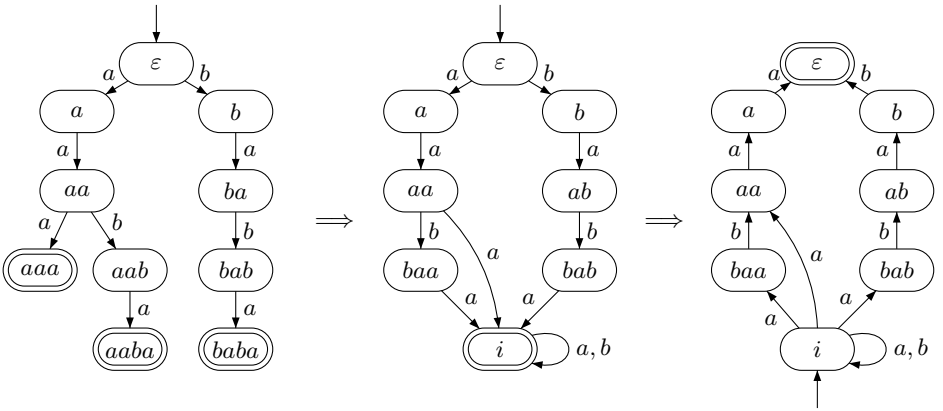 ε ε ε
a b a b a b
a b a b a b
a a a a a a
aa ba aa ab aa ab
a b b ⟹ b b ⟹ b b
a a
aaa aab bab baa bab baa bab
a a a a a a
aaba baba i a, b i a, b